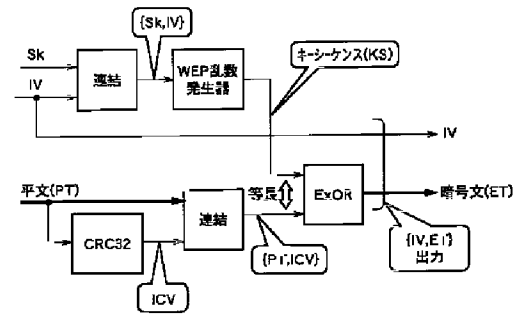 {Sk,IV}
Sk
IV
連結
WEP乱数
発生器
キーシーケンス(KS)
IV
平文(PT)
等長
ExOR
暗号文(ET)
連結
CRC32
{PT,ICV}
{IV,ET}
出力
ICV